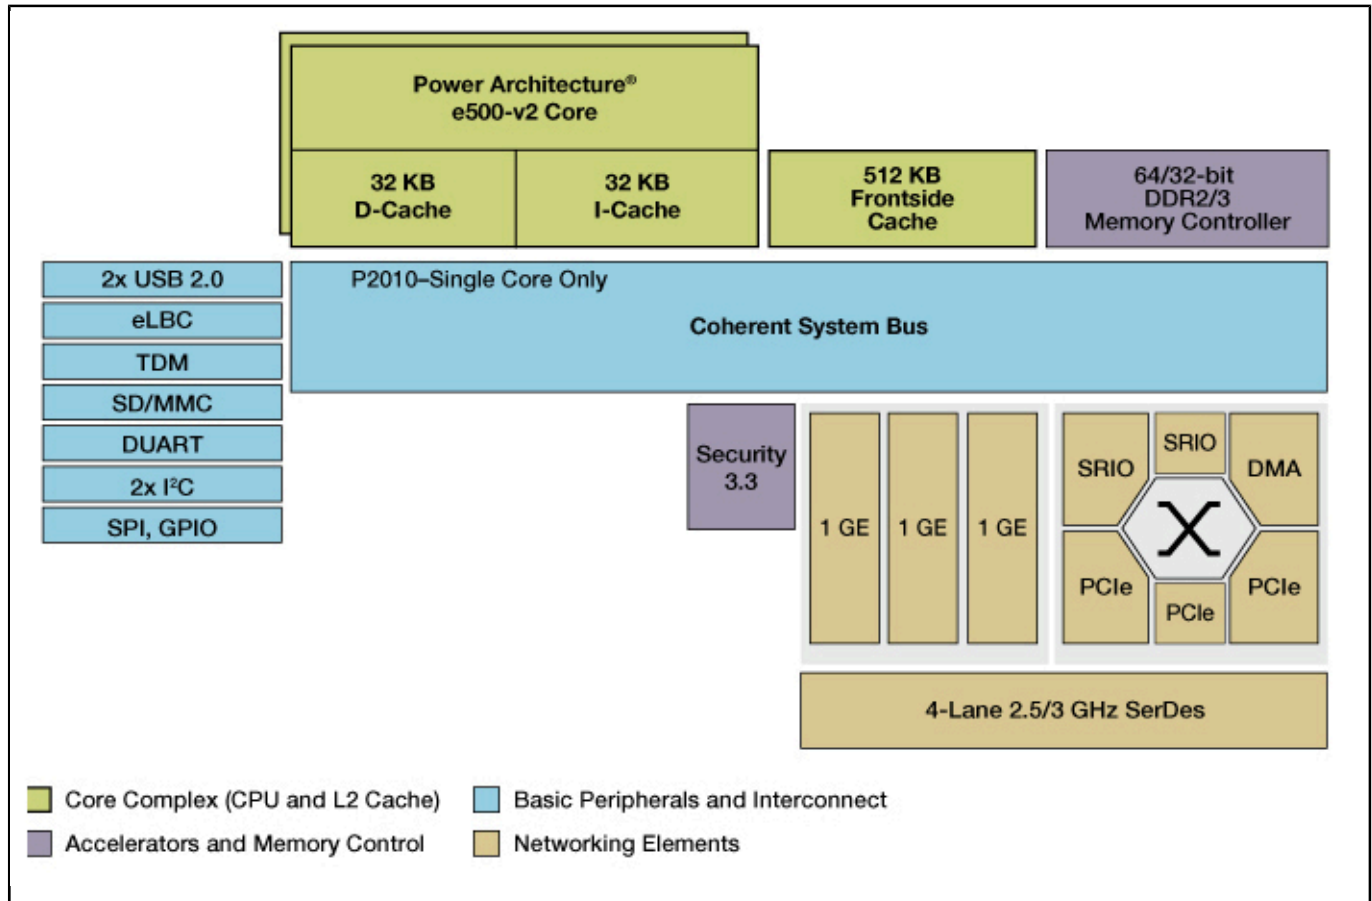 Power Architecture®
e500-v2 Core
32 KB
D-Cache
32 KB
I-Cache
512 KB
Frontside
Cache
64/32-bit
DDR2/3
Memory Controller
2x USB 2.0
eLBC
TDM
SD/MMC
DUART
2x I²C
SPI, GPIO
P2010–Single Core Only
Coherent System Bus
Security
3.3
1 GE
1 GE
1 GE
SRIO
SRIO
DMA
PCIe
PCIe
PCIe
4-Lane 2.5/3 GHz SerDes
Core Complex (CPU and L2 Cache)
Basic Peripherals and Interconnect
Accelerators and Memory Control
Networking Elements